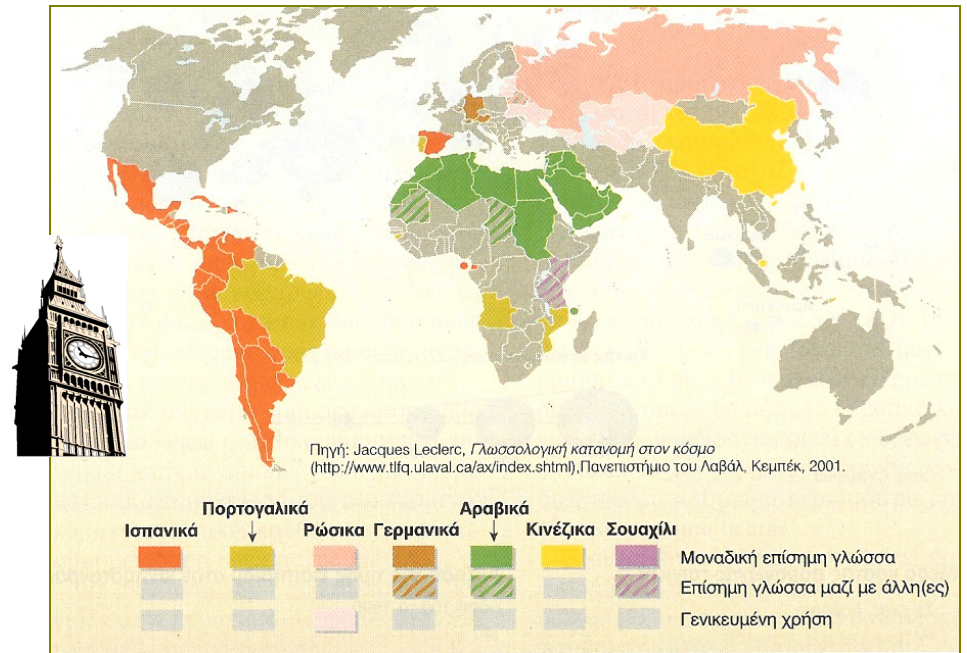 Πηγή: Jacques Leclerc, Γλωσσολογική κατανομή στον κόσμο
(http://www.tlfq.ulaval.ca/ax/index.shtml),Πανεπιστήμιο του Λαβάλ, Κεμπέκ, 2001.
Ισπανικά Πορτογαλικά Ρώσικα Γερμανικά Αραβικά Κινέζικα Σουαχίλι
Μοναδική επίσημη γλώσσα
Επίσημη γλώσσα μαζί με άλλη(ες)
Γενικευμένη χρήση